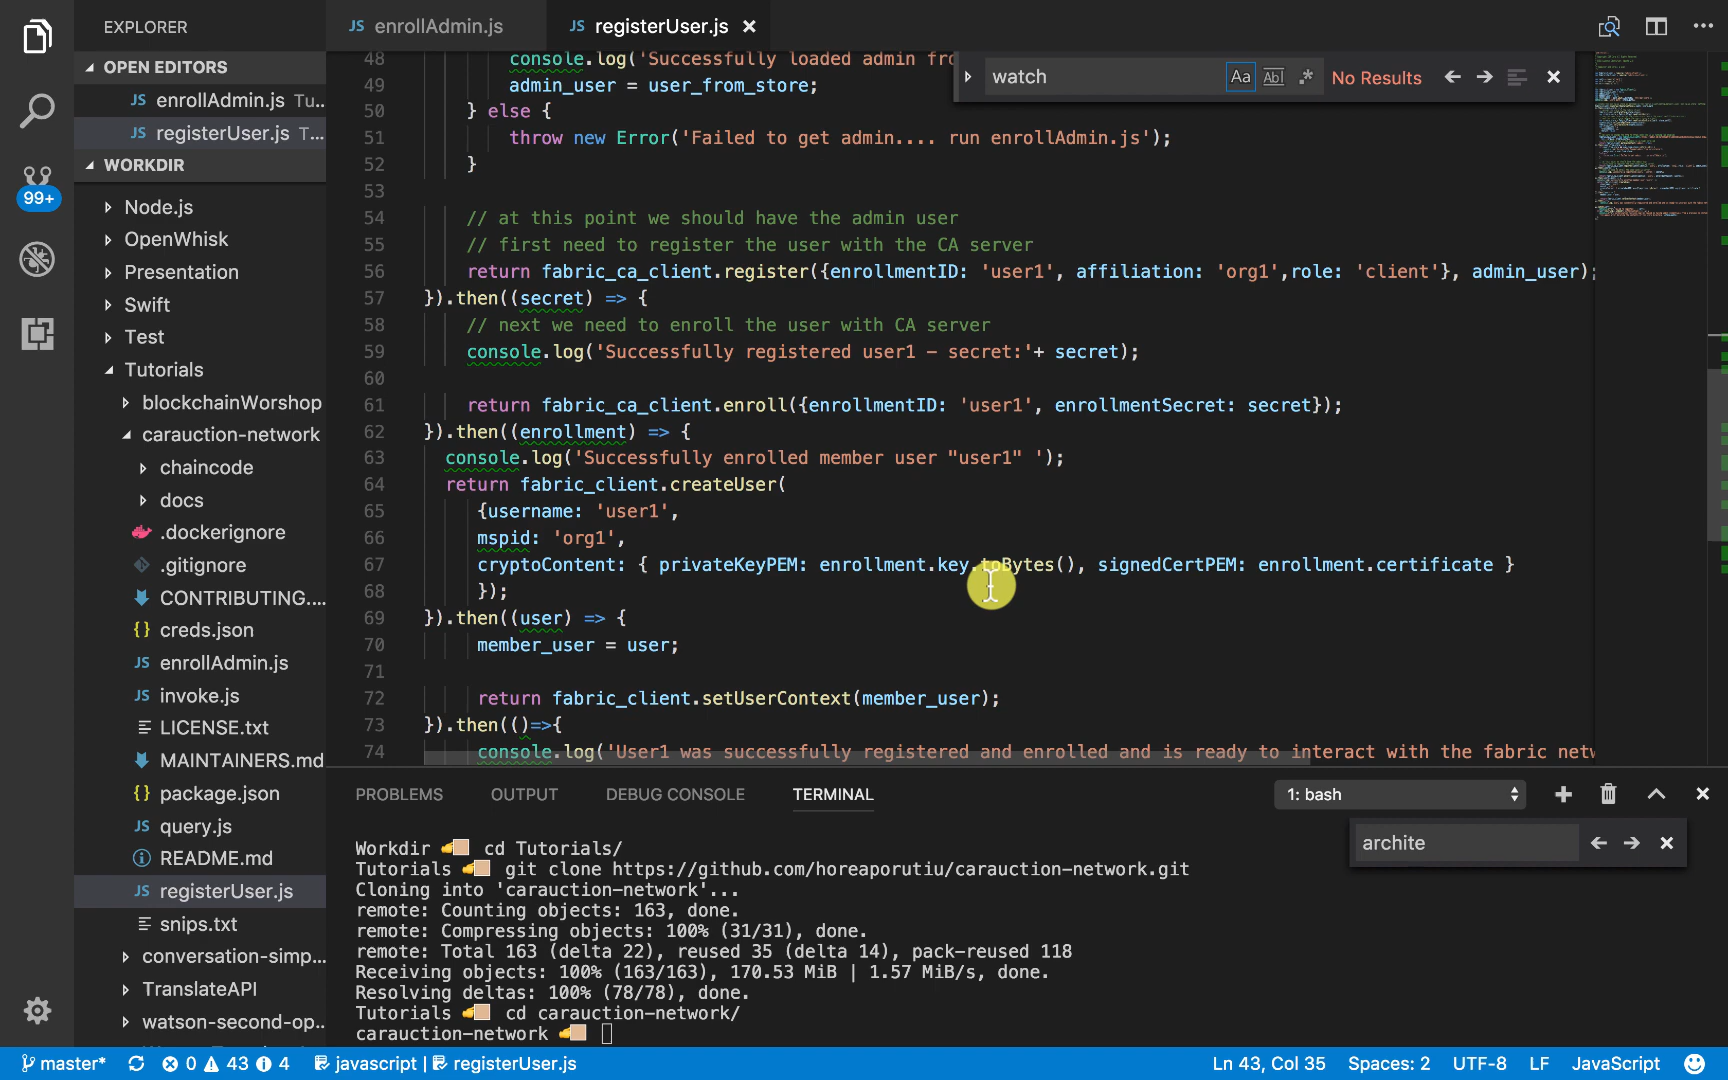 EXPLORER
OPEN EDITORS
JS enrollAdmin.js Tu...
JS registerUser.js T...
WORKDIR
Node.js
OpenWhisk
Presentation
Swift
Test
Tutorials
blockchainWorshop
carauction-network
chaincode
docs
.dockerignore
.gitignore
CONTRIBUTING....
{} creds.json
JS enrollAdmin.js
JS invoke.js
LICENSE.txt
MAINTAINERS.md
{} package.json
JS query.js
README.md
JS registerUser.js
snips.txt
conversation-simp...
TranslateAPI
watson-second-op...
99+
JS enrollAdmin.js
JS registerUser.js
watch
Aa Abl .* No Results
48 console.log('Successfully loaded admin fr
49 admin_user = user_from_store;
50 } else {
51 throw new Error('Failed to get admin.... run enrollAdmin.js');
52 }
53
54 // at this point we should have the admin user
55 // first need to register the user with the CA server
56 return fabric_ca_client.register({enrollmentID: 'user1', affiliation: 'org1',role: 'client'}, admin_user);
57 }).then((secret) => {
58 // next we need to enroll the user with CA server
59 console.log('Successfully registered user1 - secret:'+ secret);
60
61 return fabric_ca_client.enroll({enrollmentID: 'user1', enrollmentSecret: secret});
62 }).then((enrollment) => {
63 console.log('Successfully enrolled member user "user1" ');
64 return fabric_client.createUser(
65 {username: 'user1',
66 mspid: 'org1',
67 cryptoContent: { privateKeyPEM: enrollment.key.toBytes(), signedCertPEM: enrollment.certificate }
68 });
69 }).then((user) => {
70 member_user = user;
71
72 return fabric_client.setUserContext(member_user);
73 }).then(()=>{
74 console.log('User1 was successfully registered and enrolled and is ready to interact with the fabric netw
PROBLEMS OUTPUT DEBUG CONSOLE TERMINAL
1: bash
archite
Workdir cd Tutorials/
Tutorials git clone https://github.com/horeaporutiu/carauction-network.git
Cloning into 'carauction-network'...
remote: Counting objects: 163, done.
remote: Compressing objects: 100% (31/31), done.
remote: Total 163 (delta 22), reused 35 (delta 14), pack-reused 118
Receiving objects: 100% (163/163), 170.53 MiB | 1.57 MiB/s, done.
Resolving deltas: 100% (78/78), done.
Tutorials cd carauction-network/
carauction-network
master* 0 43 4 javascript | registerUser.js Ln 43, Col 35 Spaces: 2 UTF-8 LF JavaScript